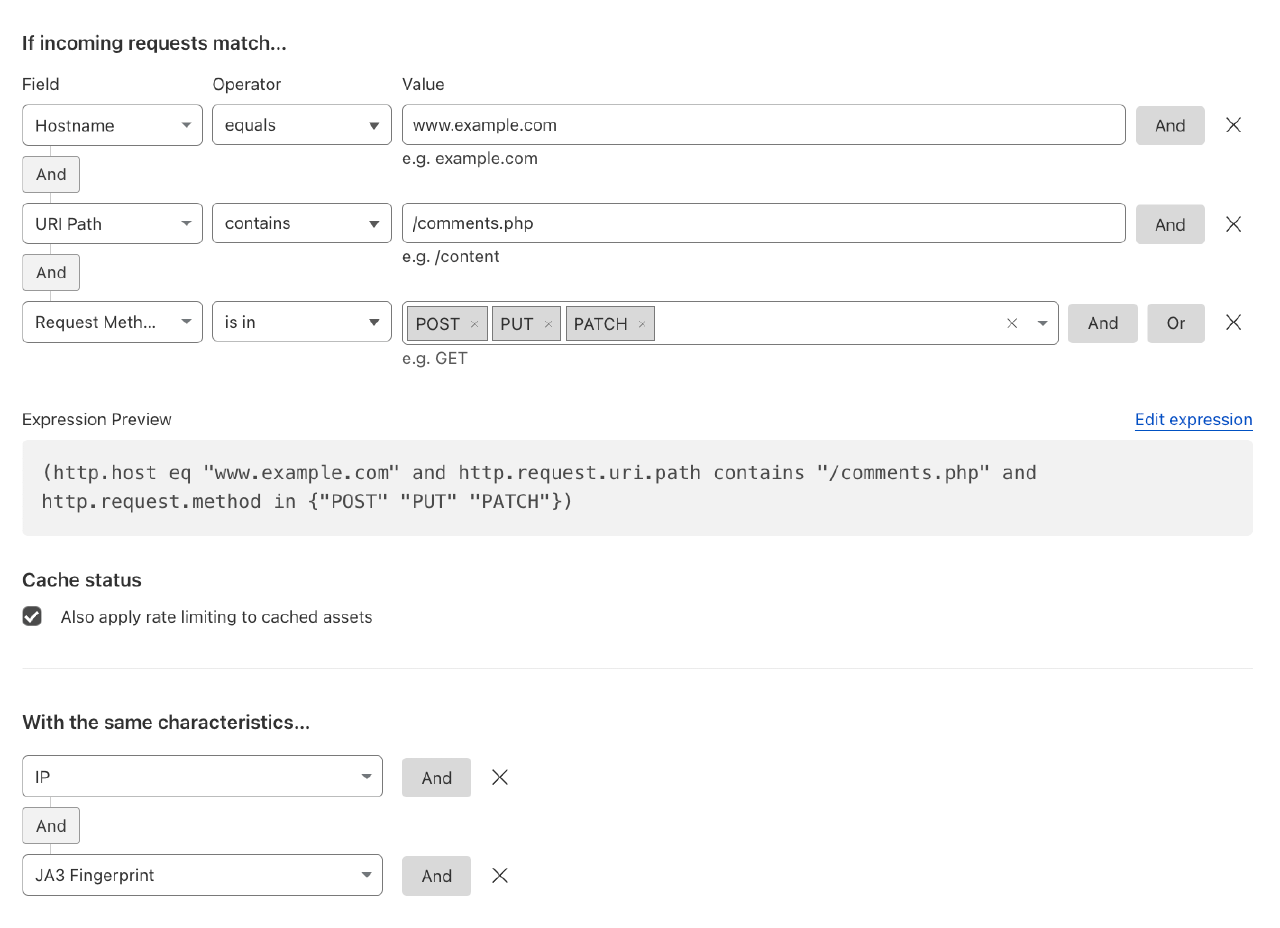 If incoming requests match...
Field Operator Value
Hostname equals www.example.com And
e.g. example.com
And
URI Path contains /comments.php And
e.g. /content
And
Request Meth... is in POST × PUT × PATCH × And Or
e.g. GET
Expression Preview Edit expression
(http.host eq "www.example.com" and http.request.uri.path contains "/comments.php" and
http.request.method in {"POST" "PUT" "PATCH"})
Cache status
Also apply rate limiting to cached assets
With the same characteristics...
IP And
And
JA3 Fingerprint And